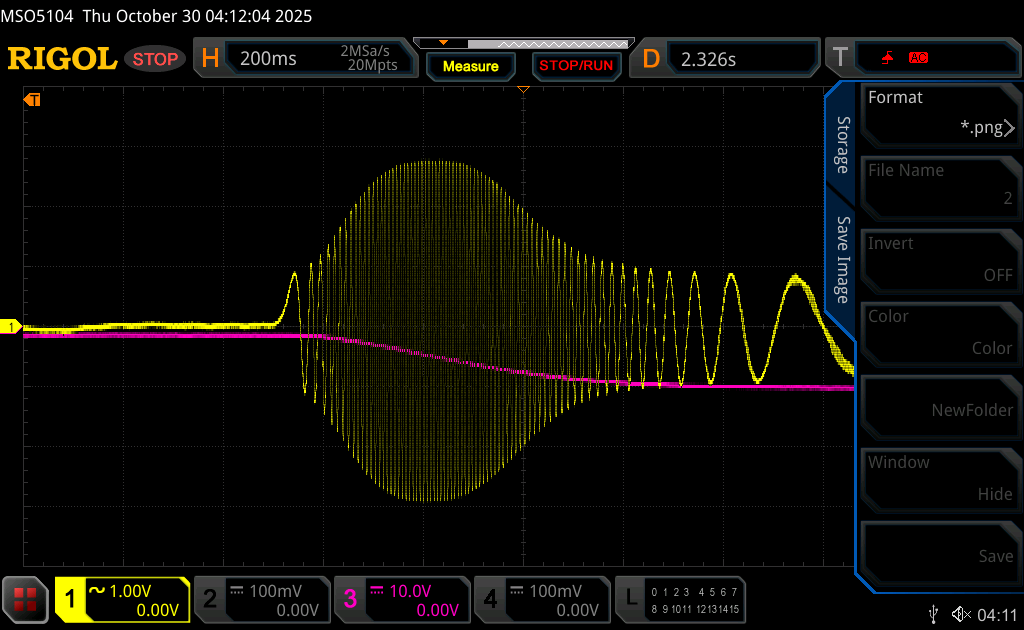 MSO5104 Thu October 30 04:12:04 2025
RIGOL STOP H 200ms 2MSa/s 20Mpts Measure STOP/RUN D 2.326s T AC
T
Storage
Save Image
Format
*.png
File Name
2
Invert
OFF
Color
Color
NewFolder
Window
Hide
Save
1
1 1.00V 0.00V
2 100mV 0.00V
3 10.0V 0.00V
4 100mV 0.00V
L 0 1 2 3 4 5 6 7
8 9 10 11 12 13 14 15
04:11